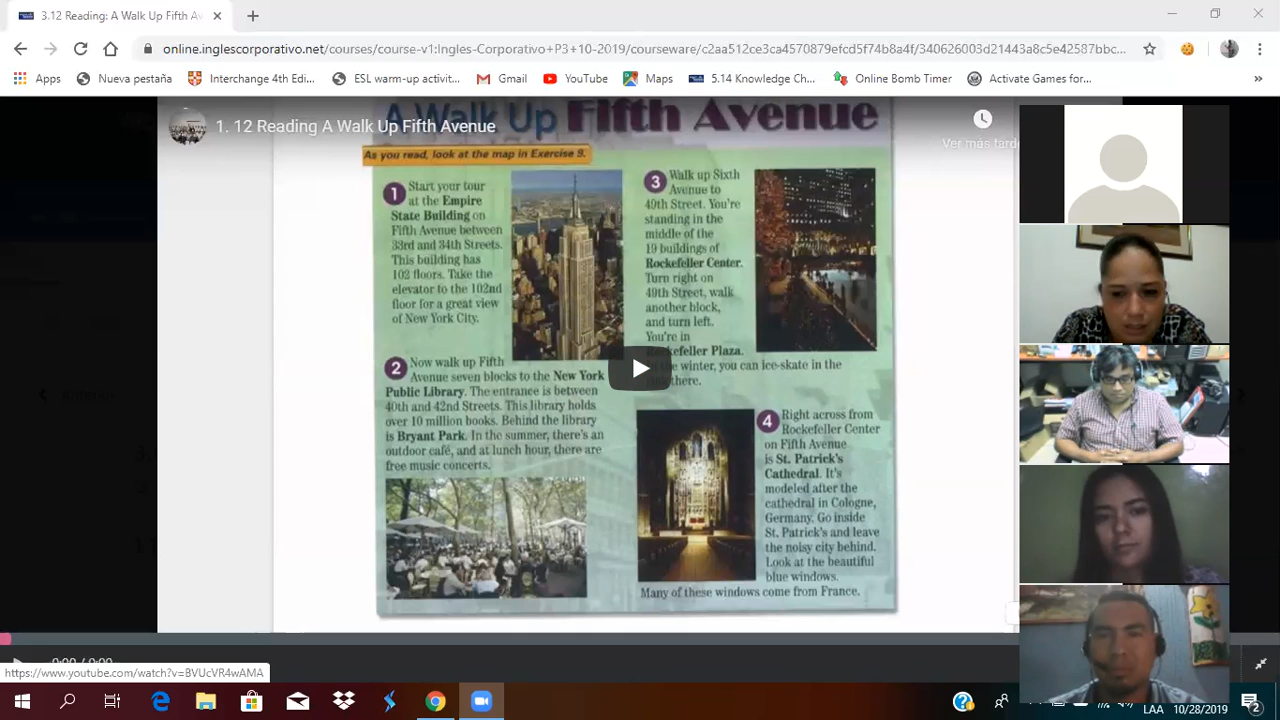 3.12 Reading: A Walk Up Fifth Av
online.inglescorporativo.net/courses/course-v1:Ingles-Corporativo+P3+10-2019/courseware/c2aa512ce3ca4570879efcd5f74b8a4f/340626003d21443a8c5e42587bbc...
Apps
Nueva pestaña
Interchange 4th Edi...
ESL warm-up activit...
Gmail
YouTube
Maps
5.14 Knowledge Ch...
Online Bomb Timer
Activate Games for...
A Walk Up Fifth Avenue
1. 12 Reading A Walk Up Fifth Avenue
Ver más tarde
As you read, look at the map in Exercise 9.
1 Start your tour
at the Empire
State Building on
Fifth Avenue between
33rd and 34th Streets.
This building has
102 floors. Take the
elevator to the 102nd
floor for a great view
of New York City.
2 Now walk up Fifth
Avenue seven blocks to the New York
Public Library. The entrance is between
40th and 42nd Streets. This library holds
over 10 million books. Behind the library
is Bryant Park. In the summer, there's an
outdoor café, and at lunch hour, there are
free music concerts.
3 Walk up Sixth
Avenue to
49th Street. You're
standing in the
middle of the
19 buildings of
Rockefeller Center.
Turn right on
49th Street, walk
another block,
and turn left.
You're in
Rockefeller Plaza.
the winter, you can ice-skate in the
there.
4 Right across from
Rockefeller Center
on Fifth Avenue
is St. Patrick's
Cathedral. It's
modeled after the
cathedral in Cologne,
Germany. Go inside
St. Patrick's and leave
the noisy city behind.
Look at the beautiful
blue windows.
Many of these windows come from France.
0:00 / 0:00
https://www.youtube.com/watch?v=BVUcVR4wAMA
LAA
10/28/2019
2